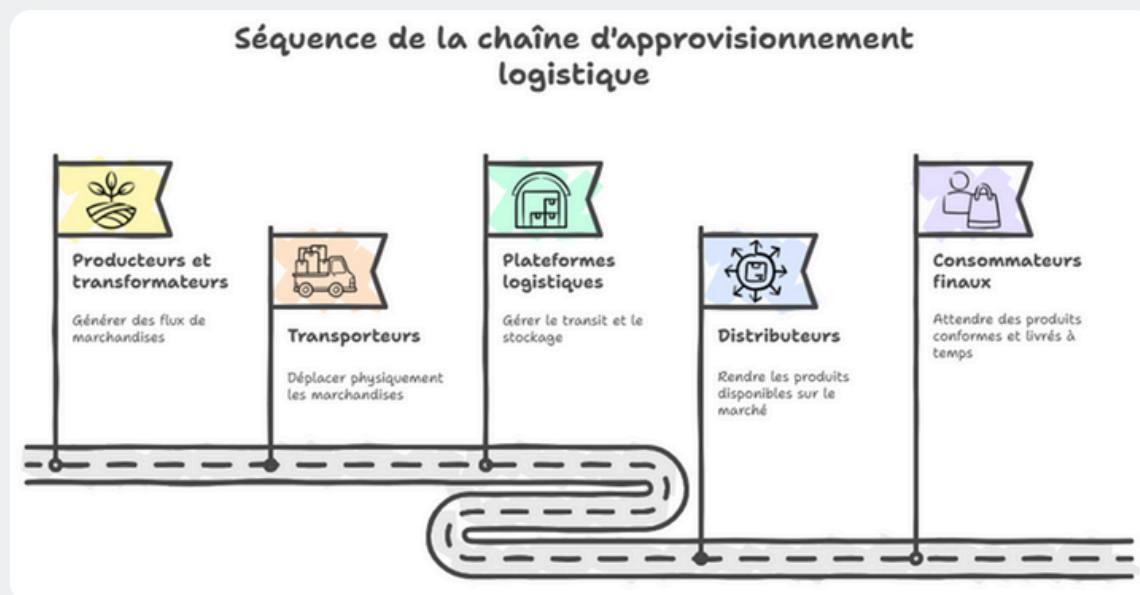 Séquence de la chaîne d'approvisionnement
logistique
Producteurs et
transformateurs
Générer des flux de
marchandises
Transporteurs
Déplacer physiquement
les marchandises
Plateformes
logistiques
Gérer le transit et le
stockage
Distributeurs
Rendre les produits
disponibles sur le
marché
Consommateurs
finaux
Attendre des produits
conformes et livrés à
temps